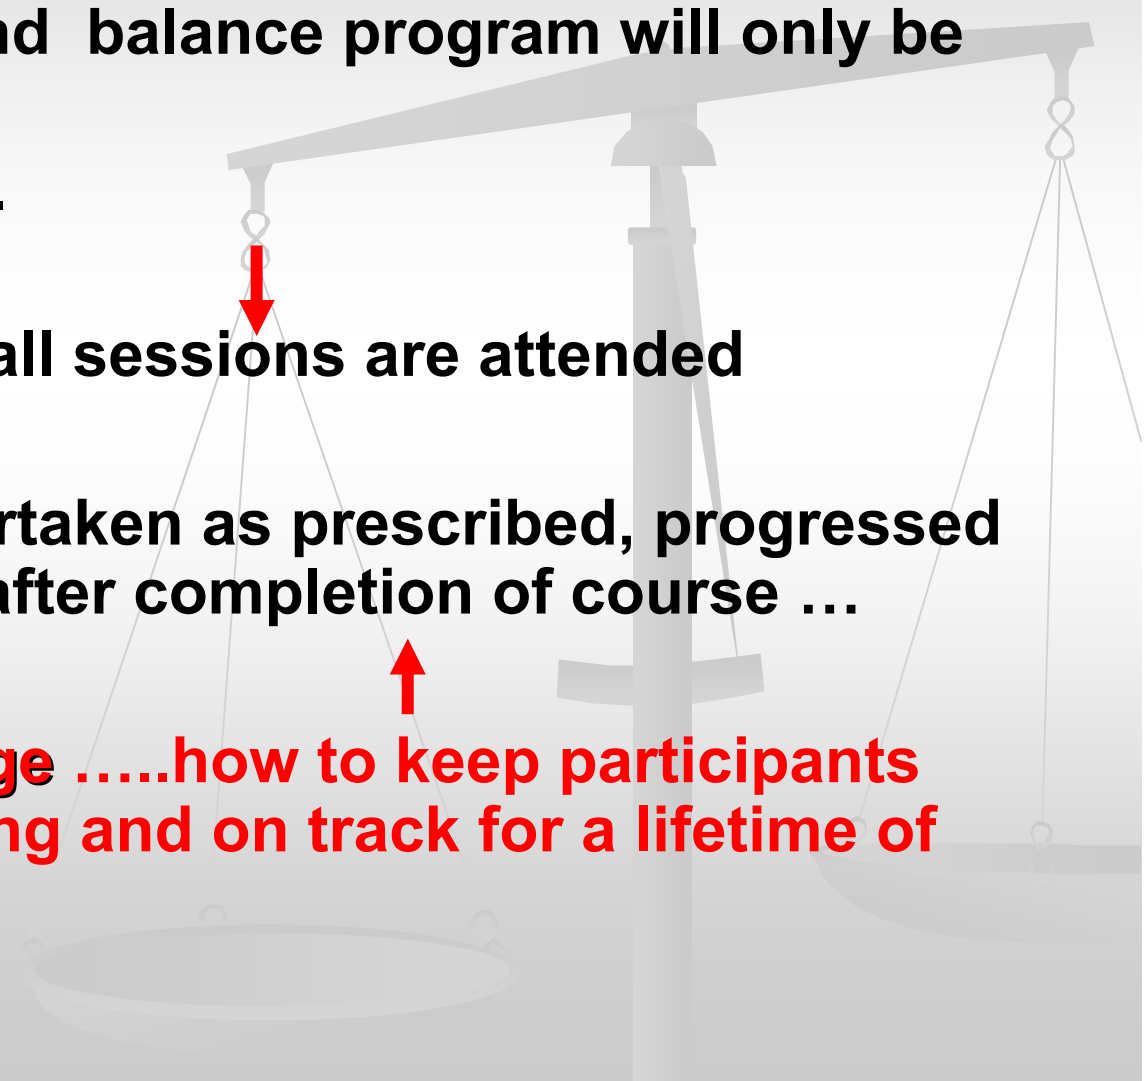 nd balance program will only be
.
all sessions are attended
rtaken as prescribed, progressed
after completion of course …
ge …..how to keep participants
ng and on track for a lifetime of